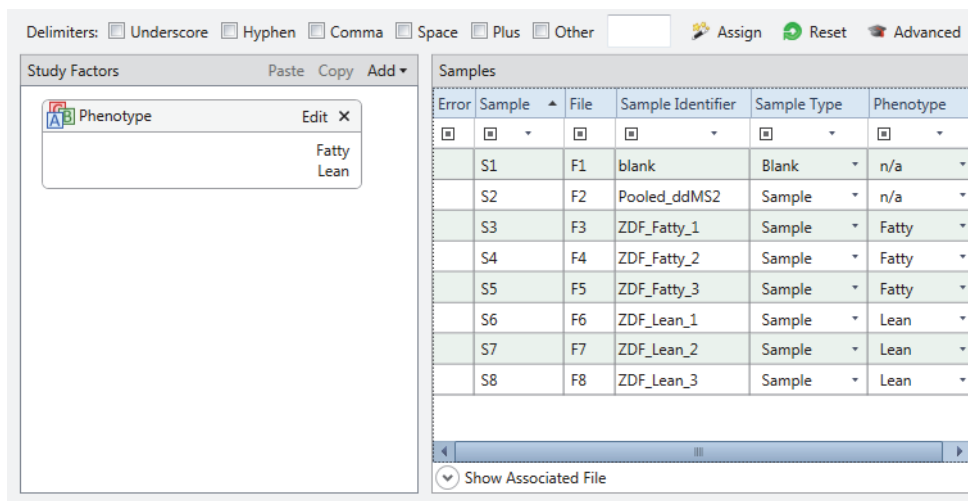 Delimiters: Underscore Hyphen Comma Space Plus Other Assign Reset Advanced
Study Factors Paste Copy Add
Phenotype Edit
Fatty
Lean
Samples
Error Sample File Sample Identifier Sample Type Phenotype
S1 F1 blank Blank n/a
S2 F2 Pooled_ddMS2 Sample n/a
S3 F3 ZDF_Fatty_1 Sample Fatty
S4 F4 ZDF_Fatty_2 Sample Fatty
S5 F5 ZDF_Fatty_3 Sample Fatty
S6 F6 ZDF_Lean_1 Sample Lean
S7 F7 ZDF_Lean_2 Sample Lean
S8 F8 ZDF_Lean_3 Sample Lean
Show Associated File